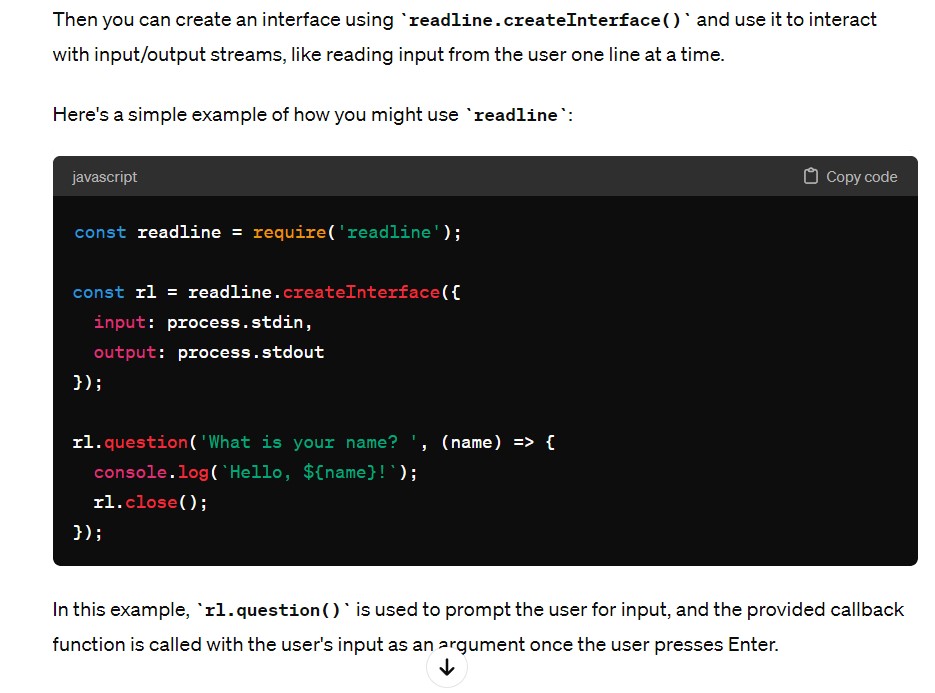 Then you can create an interface using `readline.createInterface()` and use it to interact
with input/output streams, like reading input from the user one line at a time.
Here's a simple example of how you might use `readline`:
javascript
Copy code
const readline = require('readline');
const rl = readline.createInterface({
  input: process.stdin,
  output: process.stdout
});
rl.question('What is your name? ', (name) => {
  console.log(`Hello, ${name}!`);
  rl.close();
});
In this example, `rl.question()` is used to prompt the user for input, and the provided callback
function is called with the user's input as an argument once the user presses Enter.